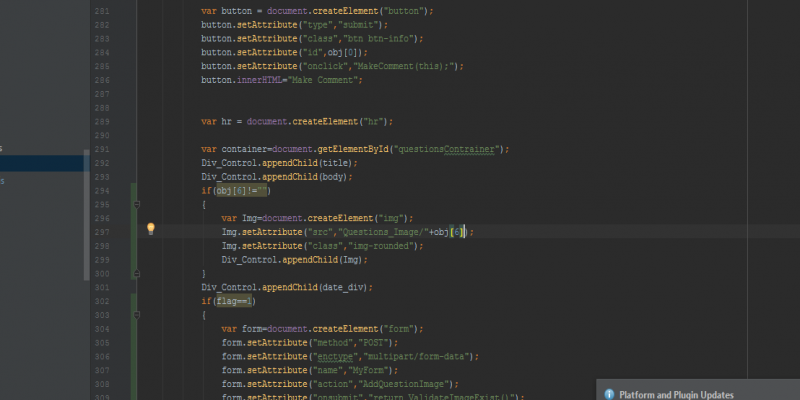 281 var button = document.createElement("button");
282 button.setAttribute("type","submit");
283 button.setAttribute("class","btn btn-info");
284 button.setAttribute("id",obj[0]);
285 button.setAttribute("onclick","MakeComment(this);");
286 button.innerHTML="Make Comment";
287
288
289 var hr = document.createElement("hr");
290
291 var container=document.getElementById("questionsContrainer");
292 Div_Control.appendChild(title);
293 Div_Control.appendChild(body);
294 if(obj[6]!="")
295 {
296 var Img=document.createElement("img");
297 Img.setAttribute("src","Questions_Image/"+obj[6]);
298 Img.setAttribute("class","img-rounded");
299 Div_Control.appendChild(Img);
300 }
301 Div_Control.appendChild(date_div);
302 if(flag==1)
303 {
304 var form=document.createElement("form");
305 form.setAttribute("method","POST");
306 form.setAttribute("enctype","multipart/form-data");
307 form.setAttribute("name","MyForm");
308 form.setAttribute("action","AddQuestionImage")
309 form.setAttribute("onsubmit","return ValidateImageExist()");
s
s
Platform and Plugin Updates